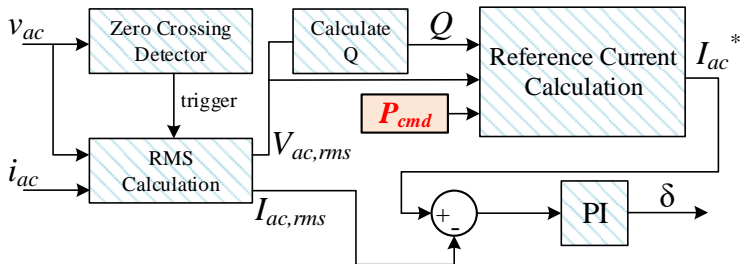 v_ac
Zero Crossing
Detector
Calculate
Q
Q
Reference Current
Calculation
I_ac*
trigger
P_cmd
RMS
Calculation
V_ac,rms
i_ac
I_ac,rms
+
-
PI
δ